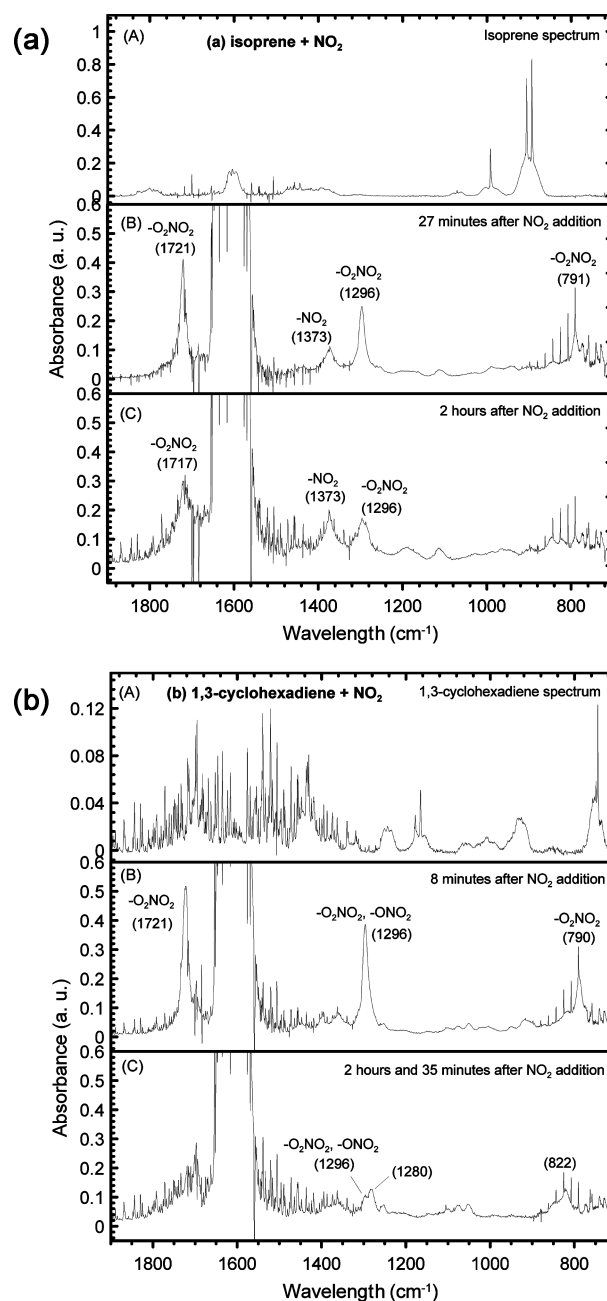 (a)
(A) (a) isoprene + NO₂ Isoprene spectrum
1
0.8
0.6
0.4
0.2
0
0.6
(B) 27 minutes after NO₂ addition
-O₂NO₂
(1721)
-O₂NO₂
(1296)
-O₂NO₂
(791)
-NO₂
(1373)
0.5
0.4
0.3
0.2
0.1
0
0.6
(C) 2 hours after NO₂ addition
-O₂NO₂
(1717)
-NO₂
(1373)
-O₂NO₂
(1296)
0.5
0.4
0.3
0.2
0.1
0
Absorbance (a. u.)
1800 1600 1400 1200 1000 800
Wavelength (cm⁻¹)
(b)
(A) (b) 1,3-cyclohexadiene + NO₂ 1,3-cyclohexadiene spectrum
0.12
0.08
0.04
0
0.6
(B) 8 minutes after NO₂ addition
-O₂NO₂
(1721)
-O₂NO₂, -ONO₂
(1296)
-O₂NO₂
(790)
0.5
0.4
0.3
0.2
0.1
0
0.6
(C) 2 hours and 35 minutes after NO₂ addition
-O₂NO₂, -ONO₂
(1296)
(1280)
(822)
0.5
0.4
0.3
0.2
0.1
0
Absorbance (a. u.)
1800 1600 1400 1200 1000 800
Wavelength (cm⁻¹)